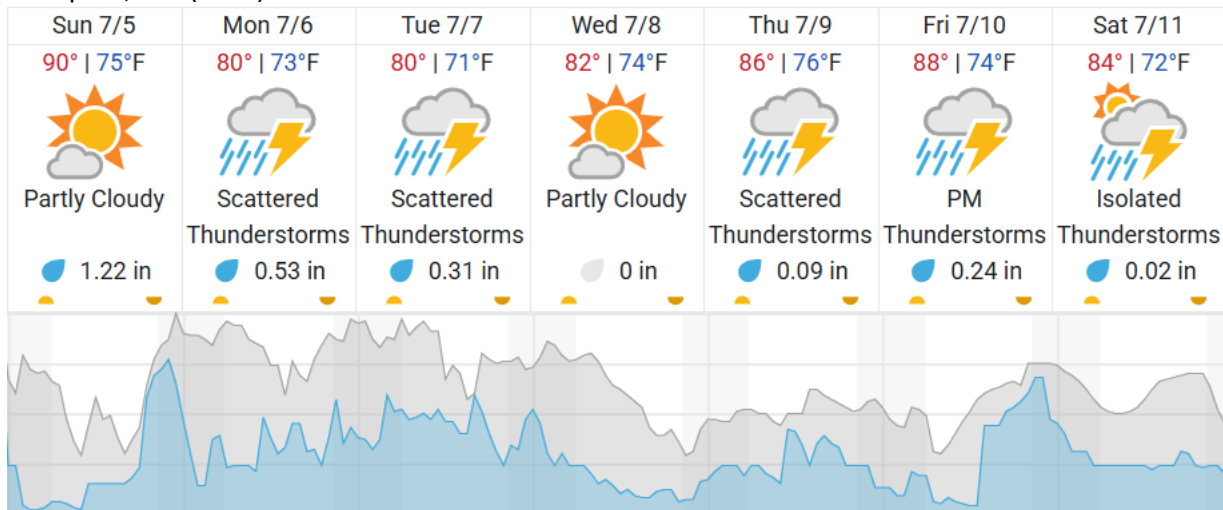 Sun 7/5 Mon 7/6 Tue 7/7 Wed 7/8 Thu 7/9 Fri 7/10 Sat 7/11
90° | 75°F 80° | 73°F 80° | 71°F 82° | 74°F 86° | 76°F 88° | 74°F 84° | 72°F
Partly Cloudy Scattered Scattered Partly Cloudy Scattered PM Isolated
Thunderstorms Thunderstorms Thunderstorms Thunderstorms Thunderstorms
1.22 in 0.53 in 0.31 in 0 in 0.09 in 0.24 in 0.02 in